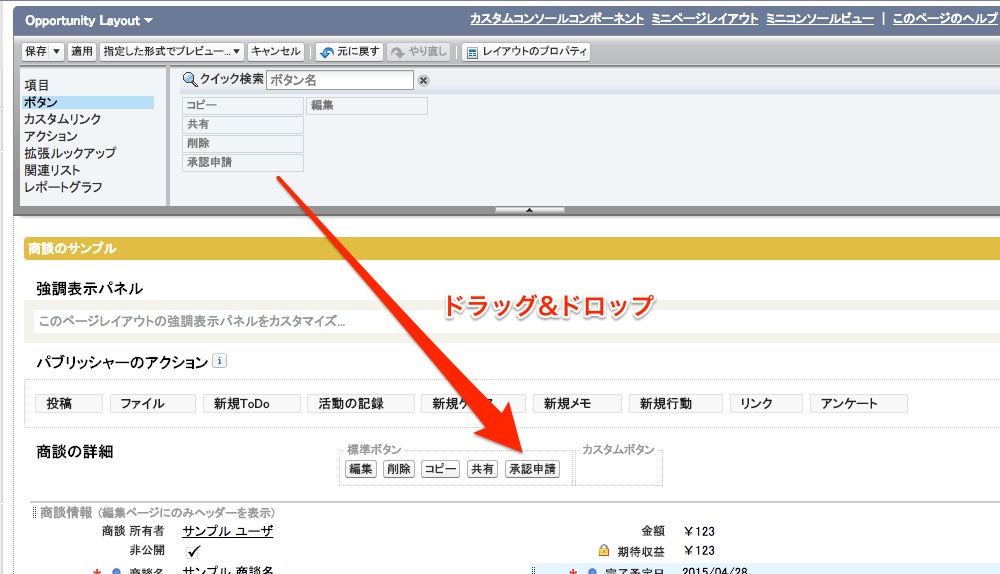 Opportunity Layout カスタムコンソールコンポーネント ミニページレイアウト ミニコンソールビュー | このページのヘルプ
保存 適用 指定した形式でプレビュー... キャンセル 元に戻す やり直し レイアウトのプロパティ
クイック検索 ボタン名
項目
ボタン
カスタムリンク
アクション
拡張ルックアップ
関連リスト
レポートグラフ
コピー 編集
共有
削除
承認申請
商談のサンプル
強調表示パネル
ドラッグ&ドロップ
このページレイアウトの強調表示パネルをカスタマイズ...
パブリッシャーのアクション
投稿 ファイル 新規ToDo 活動の記録 新規ケース 新規メモ 新規行動 リンク アンケート
商談の詳細 標準ボタン カスタムボタン
編集 削除 コピー 共有 承認申請
商談情報 (編集ページにのみヘッダーを表示)
商談 所有者 サンプル ユーザ 金額 ¥123
非公開 期待収益 ¥123
商談名 サンプル 商談名 完了予定日 2015/04/28